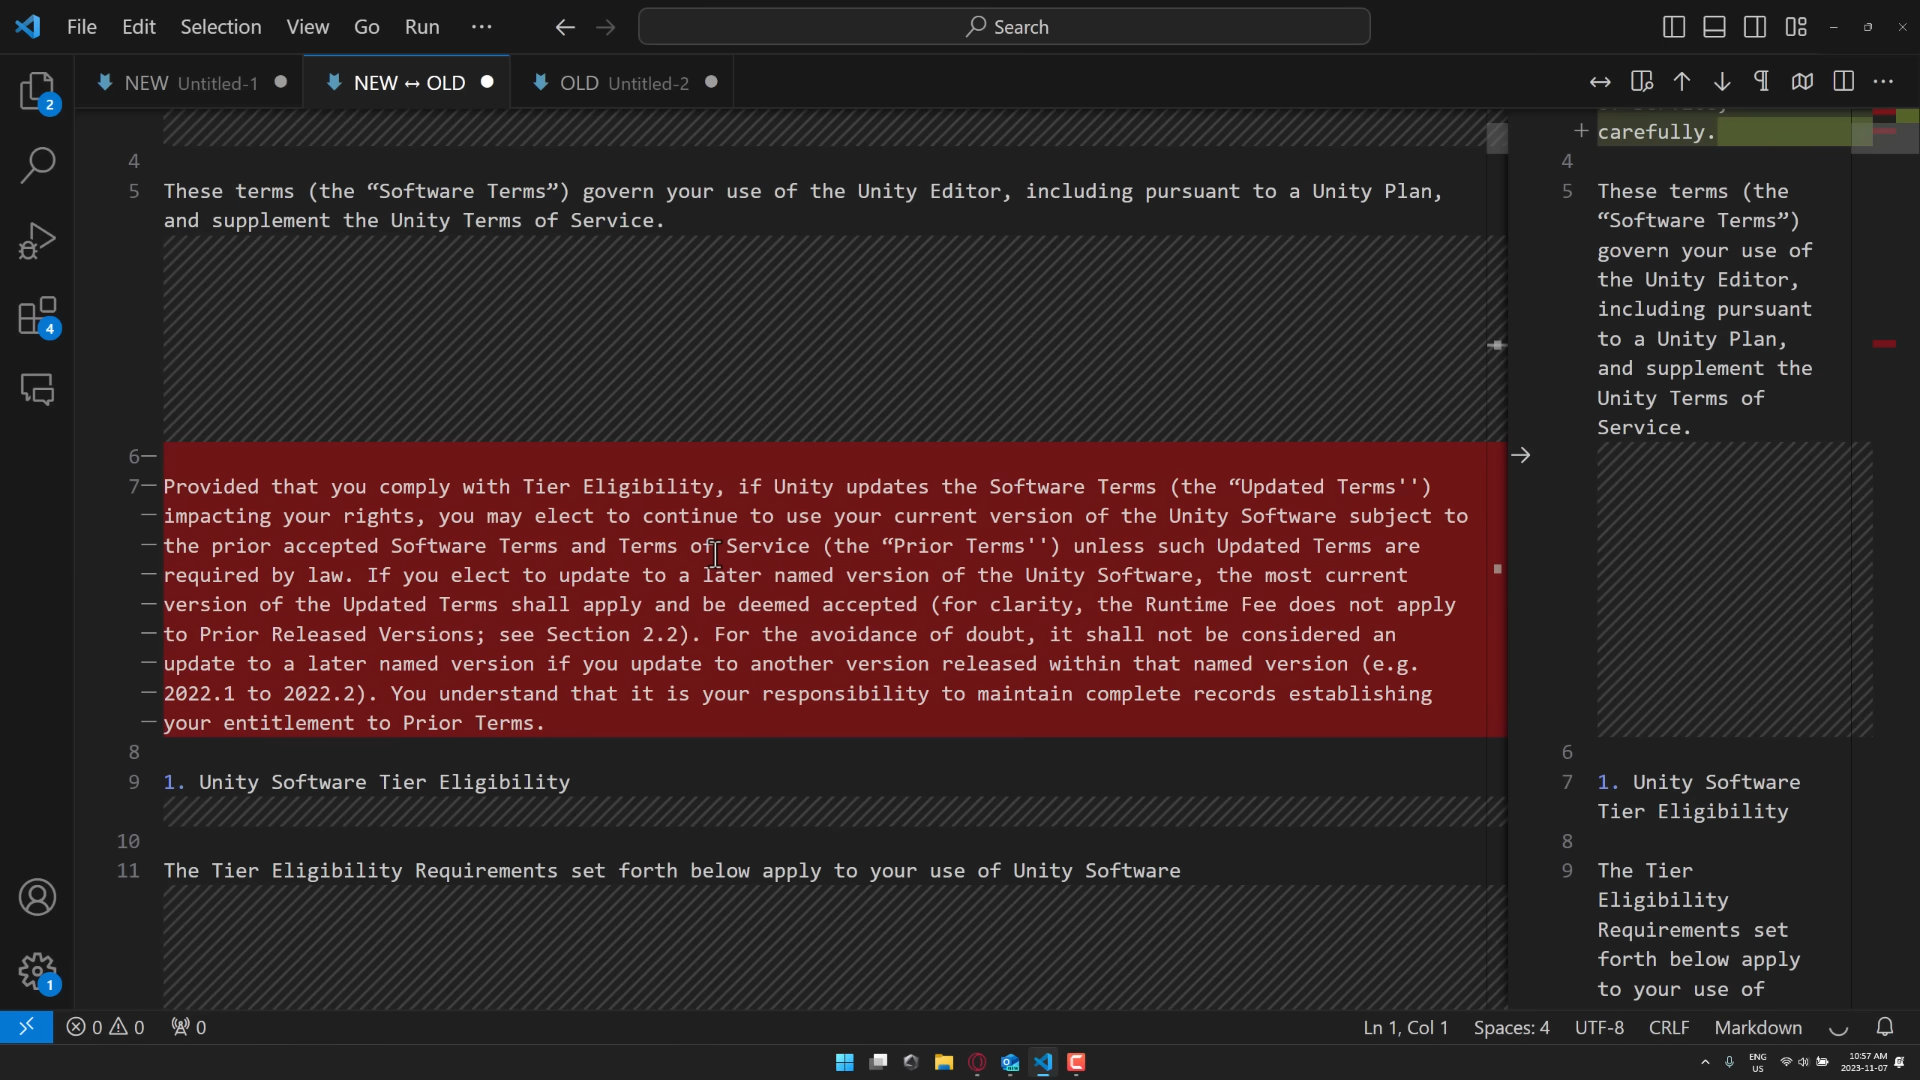 File Edit Selection View Go Run ···
Search
NEW Untitled-1
NEW ↔ OLD
OLD Untitled-2
2
4
1
4
5 These terms (the “Software Terms”) govern your use of the Unity Editor, including pursuant to a Unity Plan,
and supplement the Unity Terms of Service.
6—
7— Provided that you comply with Tier Eligibility, if Unity updates the Software Terms (the “Updated Terms'')
— impacting your rights, you may elect to continue to use your current version of the Unity Software subject to
— the prior accepted Software Terms and Terms of Service (the “Prior Terms'') unless such Updated Terms are
— required by law. If you elect to update to a later named version of the Unity Software, the most current
— version of the Updated Terms shall apply and be deemed accepted (for clarity, the Runtime Fee does not apply
— to Prior Released Versions; see Section 2.2). For the avoidance of doubt, it shall not be considered an
— update to a later named version if you update to another version released within that named version (e.g.
— 2022.1 to 2022.2). You understand that it is your responsibility to maintain complete records establishing
— your entitlement to Prior Terms.
8
9 1. Unity Software Tier Eligibility
10
11 The Tier Eligibility Requirements set forth below apply to your use of Unity Software
+ carefully.
4
5 These terms (the
“Software Terms”)
govern your use of
the Unity Editor,
including pursuant
to a Unity Plan,
and supplement the
Unity Terms of
Service.
6
7 1. Unity Software
Tier Eligibility
8
9 The Tier
Eligibility
Requirements set
forth below apply
to your use of
0 0 0
Ln 1, Col 1 Spaces: 4 UTF-8 CRLF Markdown
ENG
US
10:57 AM
2023-11-07